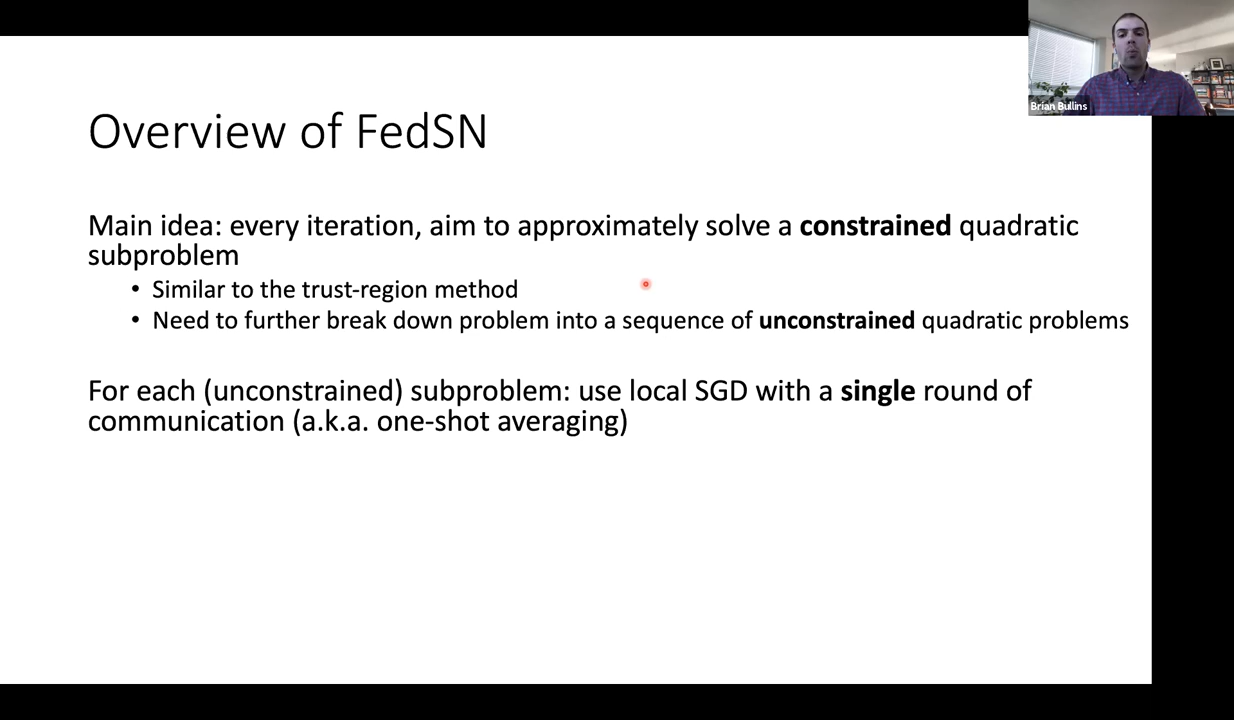 Brian Bullins
Overview of FedSN
Main idea: every iteration, aim to approximately solve a constrained quadratic
subproblem
• Similar to the trust-region method
• Need to further break down problem into a sequence of unconstrained quadratic problems
For each (unconstrained) subproblem: use local SGD with a single round of
communication (a.k.a. one-shot averaging)